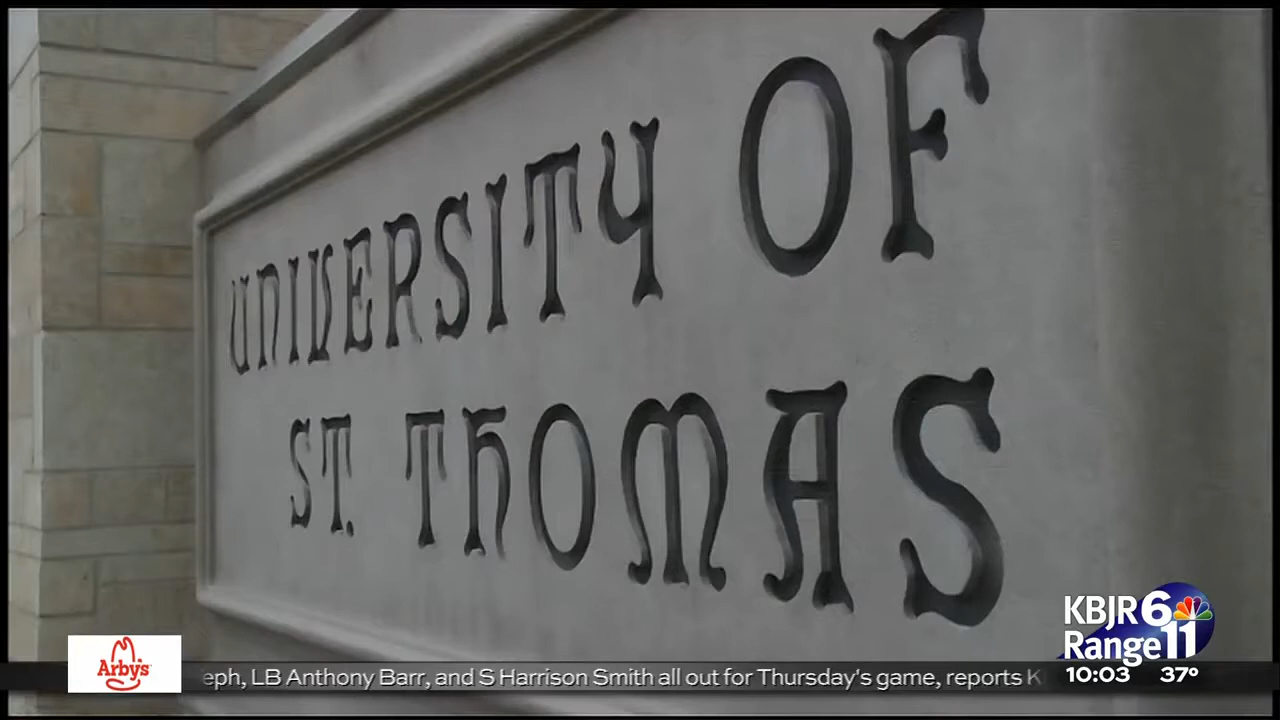 UNIVERSITY OF
ST. THOMAS
KBJR 6
Range 11
Arby's
eph, LB Anthony Barr, and S Harrison Smith all out for Thursday's game, reports K
10:03 37º